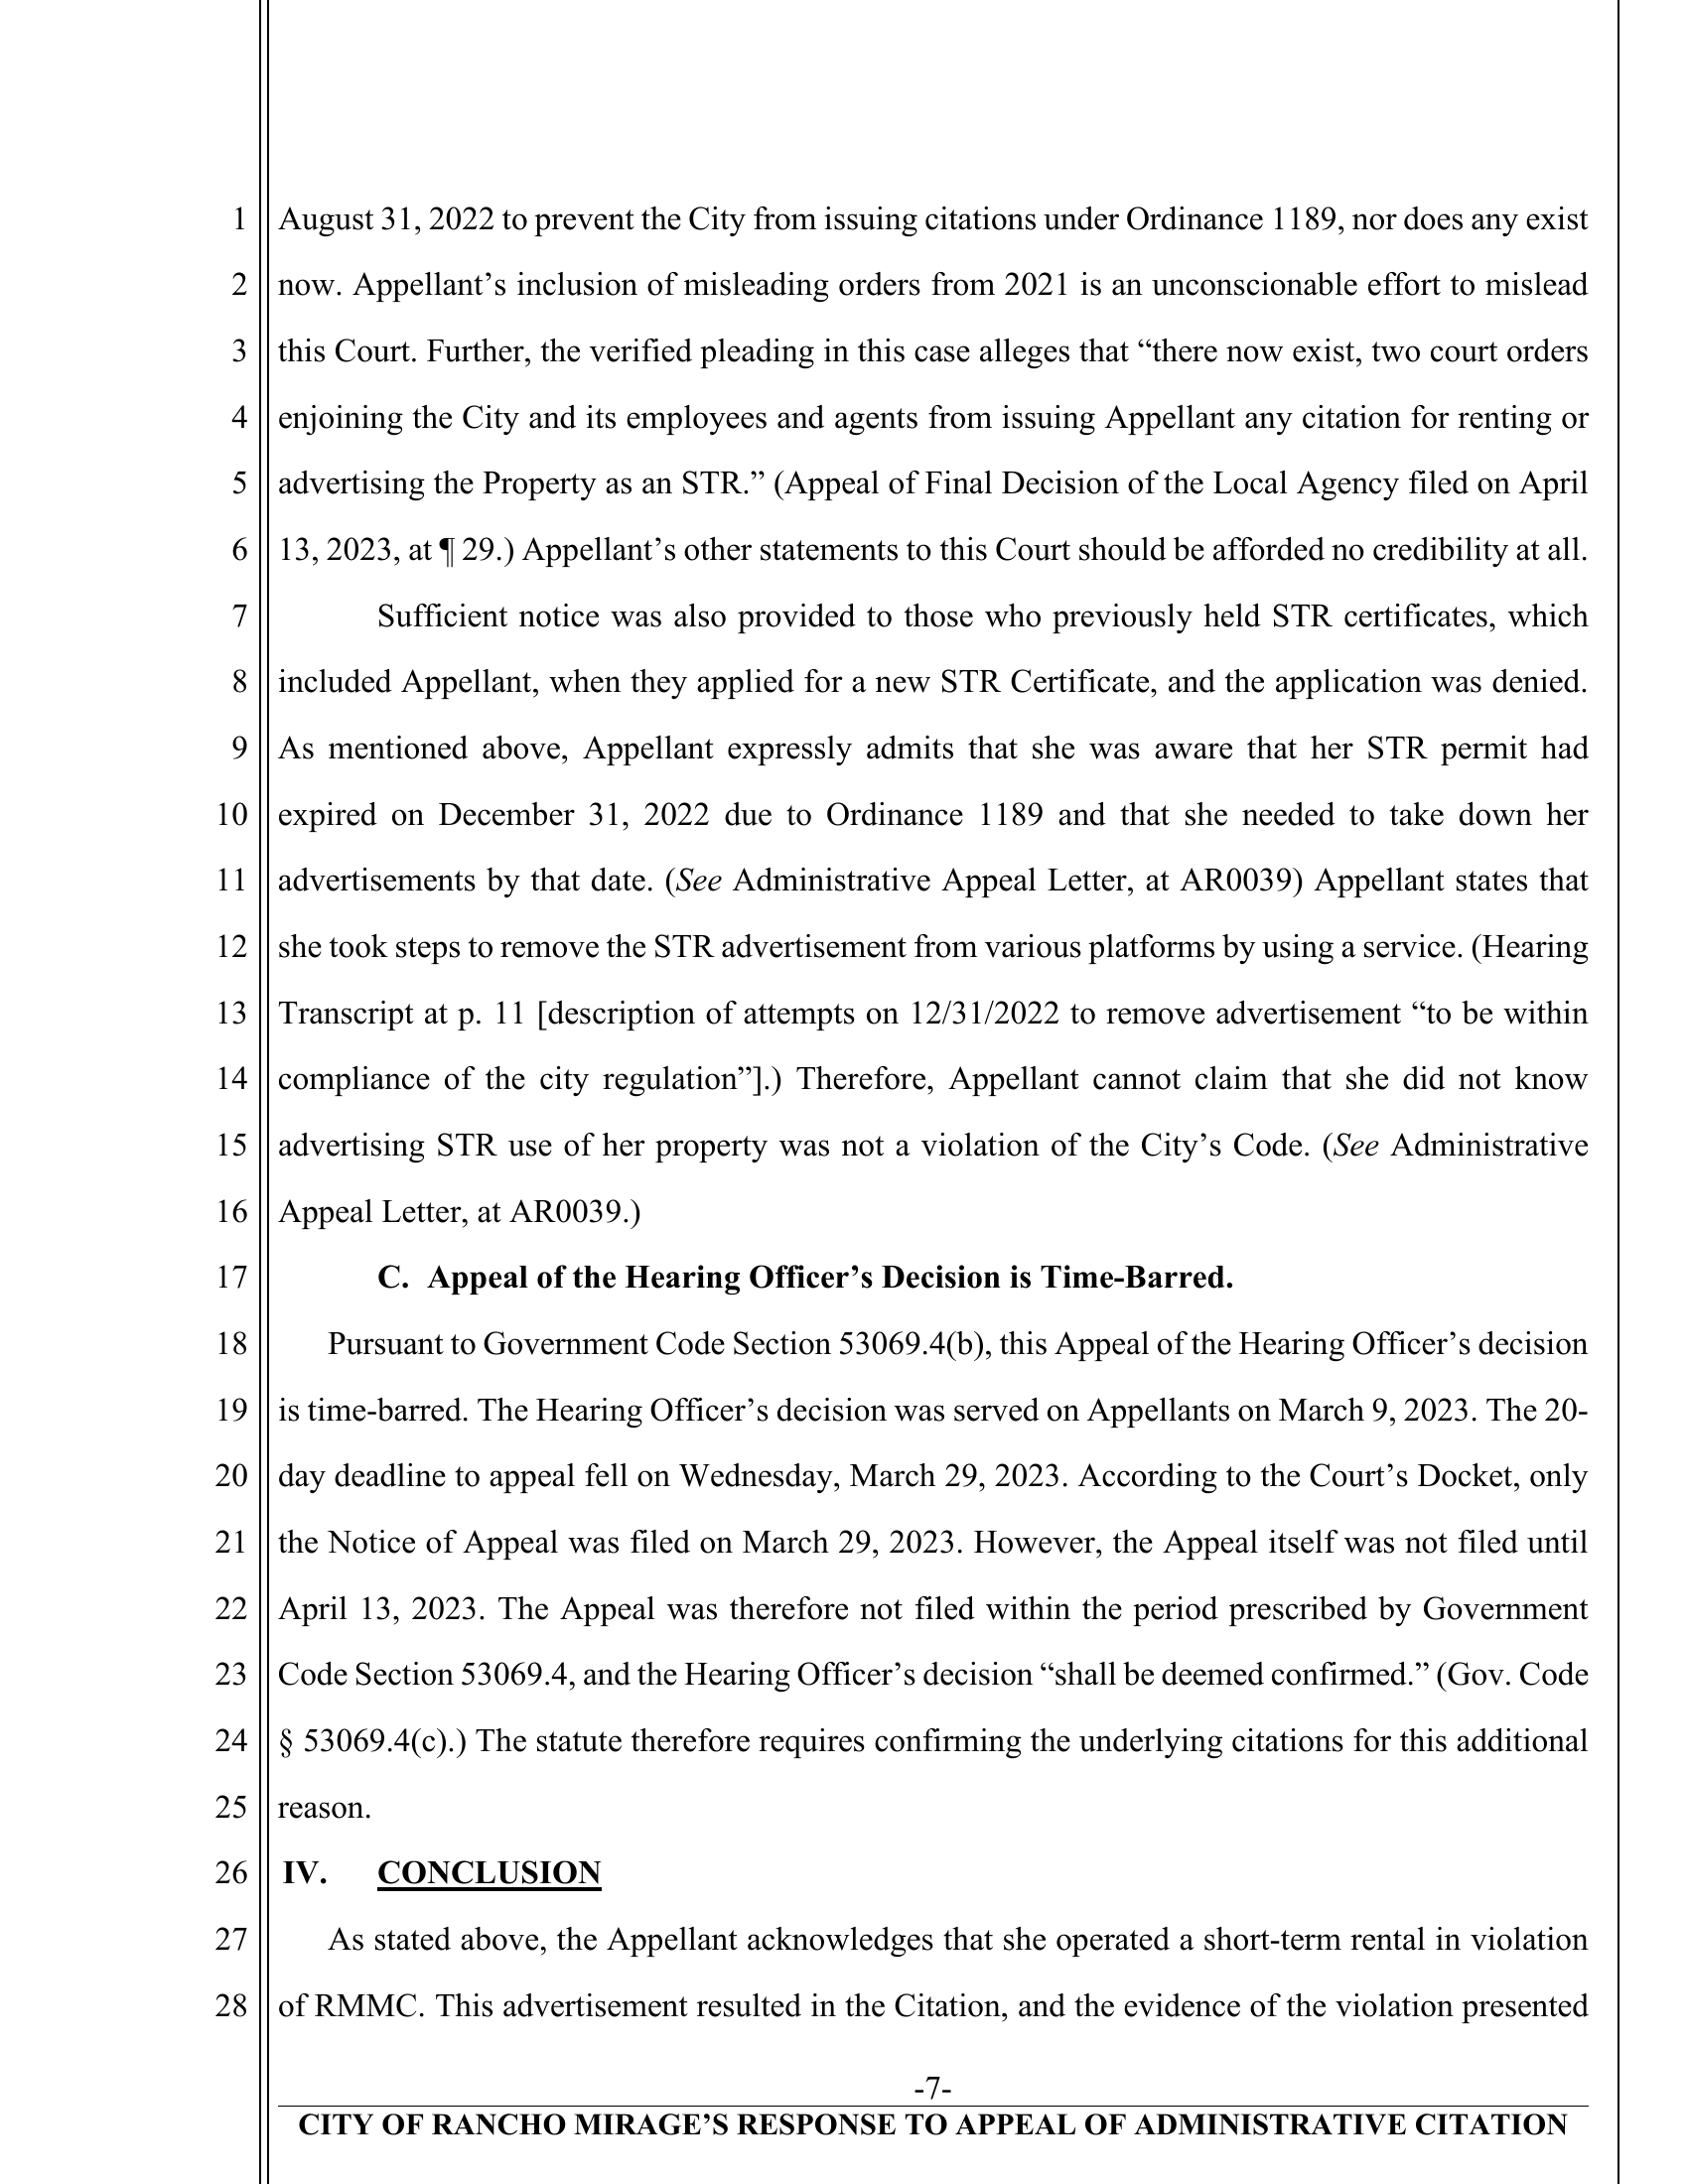 1 August 31, 2022 to prevent the City from issuing citations under Ordinance 1189, nor does any exist
2 now. Appellant’s inclusion of misleading orders from 2021 is an unconscionable effort to mislead
3 this Court. Further, the verified pleading in this case alleges that “there now exist, two court orders
4 enjoining the City and its employees and agents from issuing Appellant any citation for renting or
5 advertising the Property as an STR.” (Appeal of Final Decision of the Local Agency filed on April
6 13, 2023, at ¶ 29.) Appellant’s other statements to this Court should be afforded no credibility at all.
7 Sufficient notice was also provided to those who previously held STR certificates, which
8 included Appellant, when they applied for a new STR Certificate, and the application was denied.
9 As mentioned above, Appellant expressly admits that she was aware that her STR permit had
10 expired on December 31, 2022 due to Ordinance 1189 and that she needed to take down her
11 advertisements by that date. (See Administrative Appeal Letter, at AR0039) Appellant states that
12 she took steps to remove the STR advertisement from various platforms by using a service. (Hearing
13 Transcript at p. 11 [description of attempts on 12/31/2022 to remove advertisement “to be within
14 compliance of the city regulation”].) Therefore, Appellant cannot claim that she did not know
15 advertising STR use of her property was not a violation of the City’s Code. (See Administrative
16 Appeal Letter, at AR0039.)
17 C. Appeal of the Hearing Officer’s Decision is Time-Barred.
18 Pursuant to Government Code Section 53069.4(b), this Appeal of the Hearing Officer’s decision
19 is time-barred. The Hearing Officer’s decision was served on Appellants on March 9, 2023. The 20-
20 day deadline to appeal fell on Wednesday, March 29, 2023. According to the Court’s Docket, only
21 the Notice of Appeal was filed on March 29, 2023. However, the Appeal itself was not filed until
22 April 13, 2023. The Appeal was therefore not filed within the period prescribed by Government
23 Code Section 53069.4, and the Hearing Officer’s decision “shall be deemed confirmed.” (Gov. Code
24 § 53069.4(c).) The statute therefore requires confirming the underlying citations for this additional
25 reason.
26 IV. CONCLUSION
27 As stated above, the Appellant acknowledges that she operated a short-term rental in violation
28 of RMMC. This advertisement resulted in the Citation, and the evidence of the violation presented
-7-
CITY OF RANCHO MIRAGE’S RESPONSE TO APPEAL OF ADMINISTRATIVE CITATION